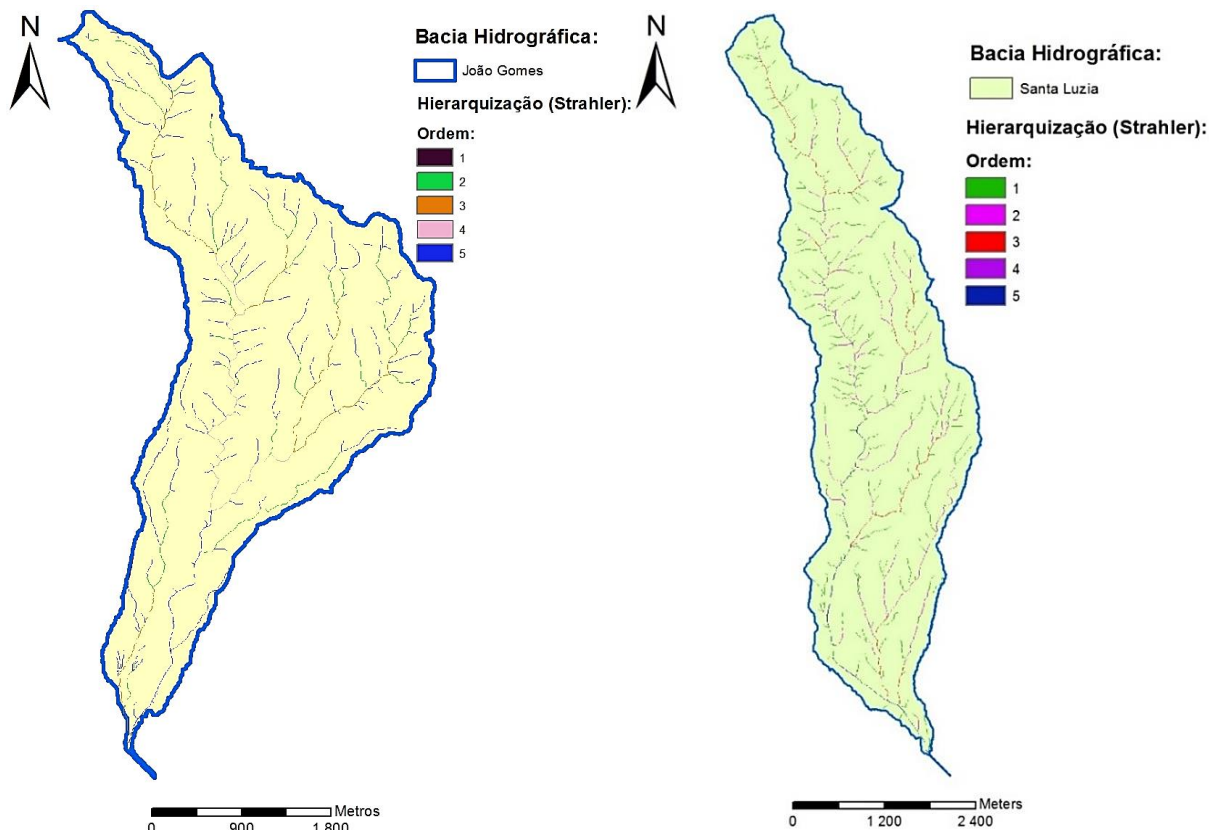 N
Bacia Hidrográfica:
João Gomes
Hierarquização (Strahler):
Ordem:
1
2
3
4
5
Metros
0 900 1 800
N
Bacia Hidrográfica:
Santa Luzia
Hierarquização (Strahler):
Ordem:
1
2
3
4
5
Meters
0 1 200 2 400